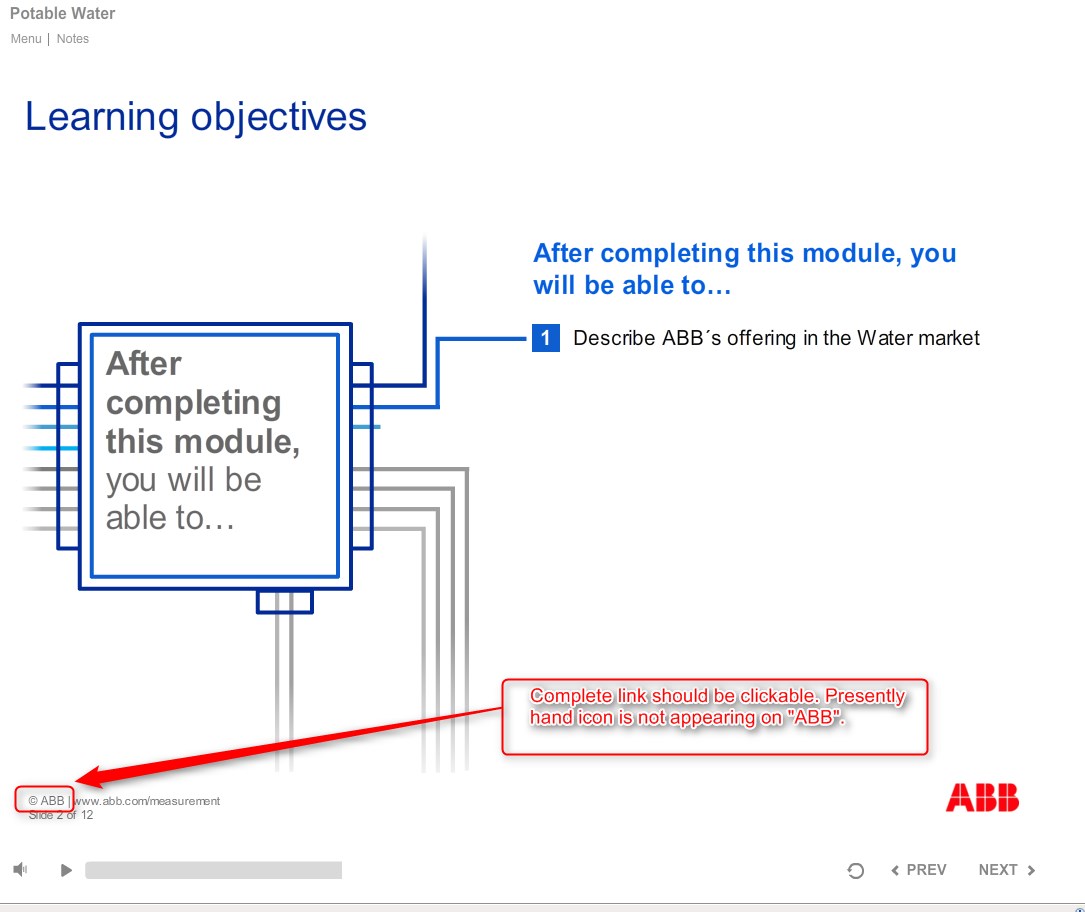 Potable Water
Menu | Notes
Learning objectives
After completing this module, you
will be able to…
1 Describe ABB´s offering in the Water market
After
completing
this module,
you will be
able to…
Complete link should be clickable. Presently
hand icon is not appearing on "ABB".
© ABB | www.abb.com/measurement
Slide 2 of 12
ABB
PREV NEXT